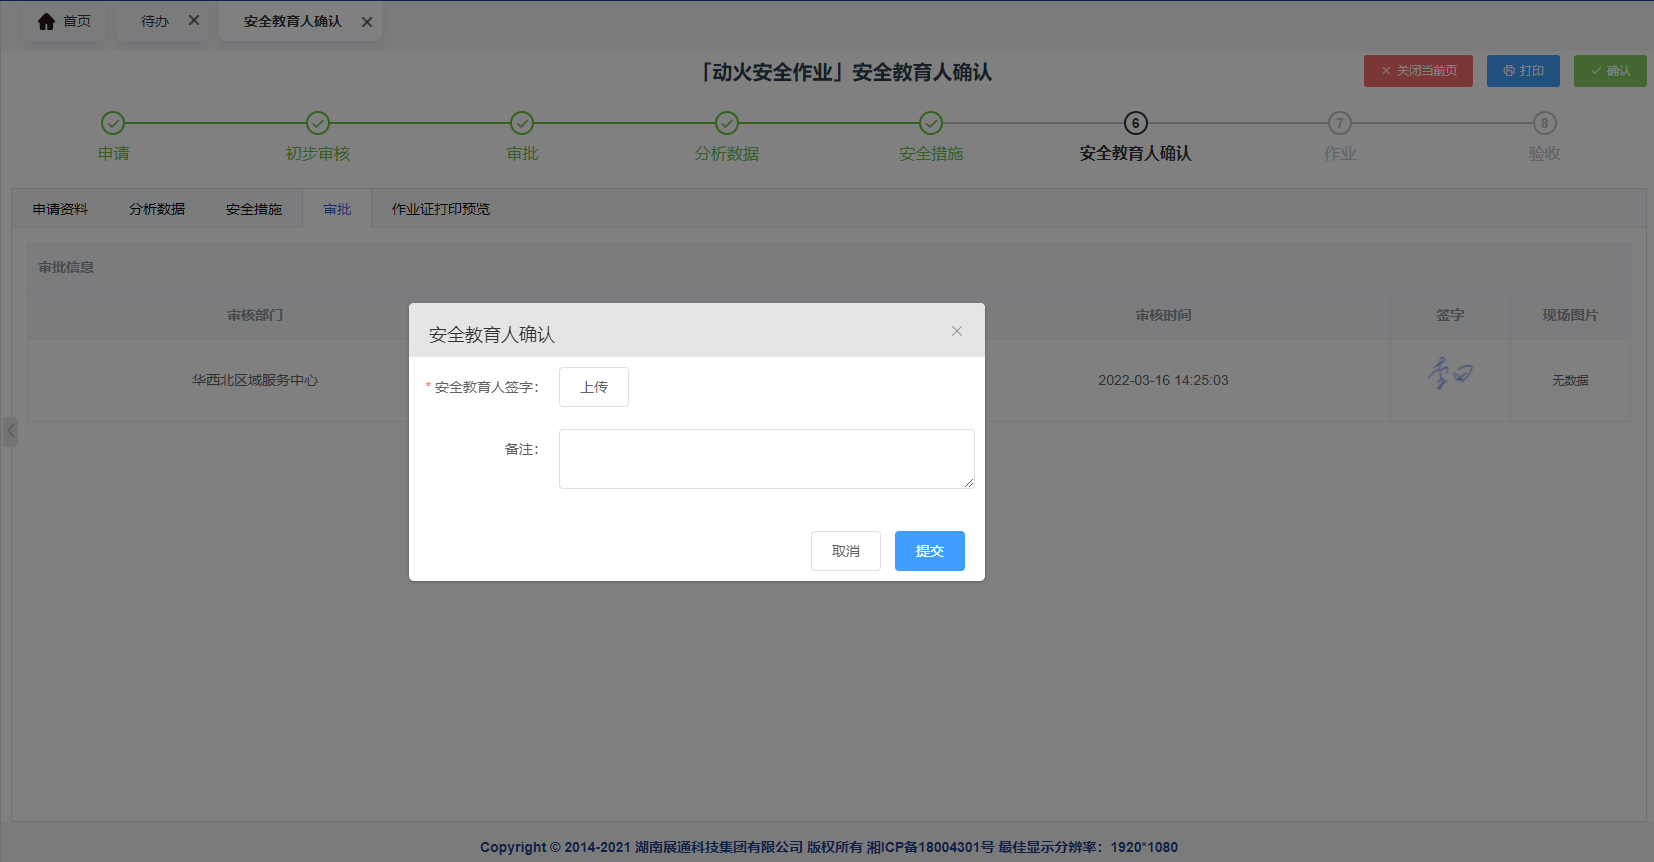 首页 待办 安全教育人确认
「动火安全作业」安全教育人确认 关闭当前页 打印 确认
6 7 8
申请 初步审核 审批 分析数据 安全措施 安全教育人确认 作业 验收
申请资料 分析数据 安全措施 审批 作业证打印预览
审批信息
审核部门 审核时间 签字 现场图片
华西北区域服务中心 2022-03-16 14:25:03 无数据
安全教育人确认
* 安全教育人签字： 上传
备注：
取消 提交
Copyright © 2014-2021 湖南展通科技集团有限公司 版权所有 湘ICP备18004301号 最佳显示分辨率：1920*1080